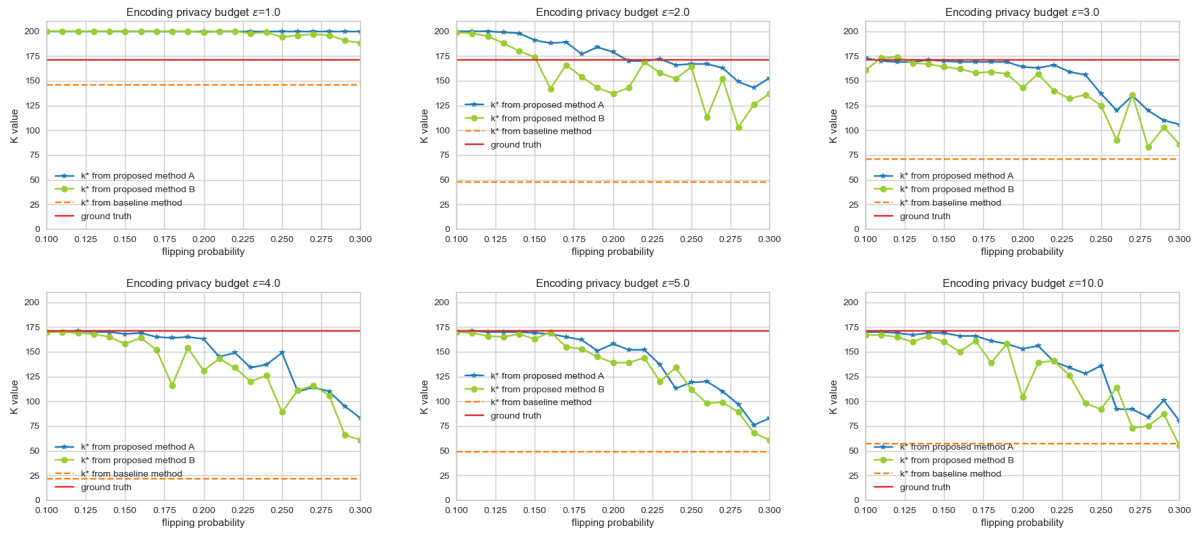 Encoding privacy budget ε=1.0
K value
200
175
150
125
100
75
50
25
0
k* from proposed method A
k* from proposed method B
k* from baseline method
ground truth
0.100 0.125 0.150 0.175 0.200 0.225 0.250 0.275 0.300
flipping probability
Encoding privacy budget ε=2.0
K value
200
175
150
125
100
75
50
25
0
k* from proposed method A
k* from proposed method B
k* from baseline method
ground truth
0.100 0.125 0.150 0.175 0.200 0.225 0.250 0.275 0.300
flipping probability
Encoding privacy budget ε=3.0
K value
200
175
150
125
100
75
50
25
0
k* from proposed method A
k* from proposed method B
k* from baseline method
ground truth
0.100 0.125 0.150 0.175 0.200 0.225 0.250 0.275 0.300
flipping probability
Encoding privacy budget ε=4.0
K value
200
175
150
125
100
75
50
25
0
k* from proposed method A
k* from proposed method B
k* from baseline method
ground truth
0.100 0.125 0.150 0.175 0.200 0.225 0.250 0.275 0.300
flipping probability
Encoding privacy budget ε=5.0
K value
200
175
150
125
100
75
50
25
0
k* from proposed method A
k* from proposed method B
k* from baseline method
ground truth
0.100 0.125 0.150 0.175 0.200 0.225 0.250 0.275 0.300
flipping probability
Encoding privacy budget ε=10.0
K value
200
175
150
125
100
75
50
25
0
k* from proposed method A
k* from proposed method B
k* from baseline method
ground truth
0.100 0.125 0.150 0.175 0.200 0.225 0.250 0.275 0.300
flipping probability